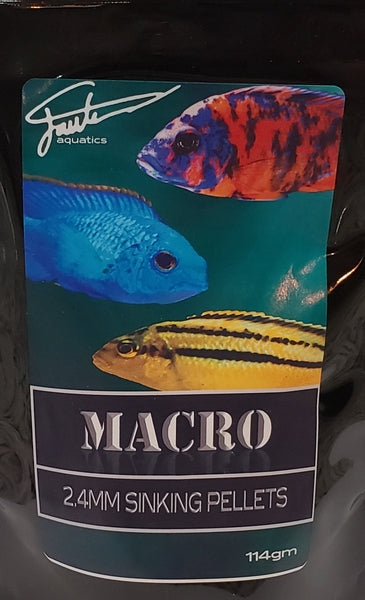 aquatics
MACRO
2.4MM SINKING PELLETS
114gm